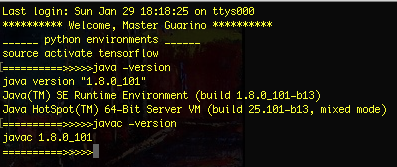 Last login: Sun Jan 29 18:18:25 on ttys000
********** Welcome, Master Guarino **********
______ python environments ______
source activate tensorflow
[==========>>>>>java -version
java version "1.8.0_101"
Java(TM) SE Runtime Environment (build 1.8.0_101-b13)
Java HotSpot(TM) 64-Bit Server VM (build 25.101-b13, mixed mode)
[==========>>>>>javac -version
javac 1.8.0_101
==========>>>>>